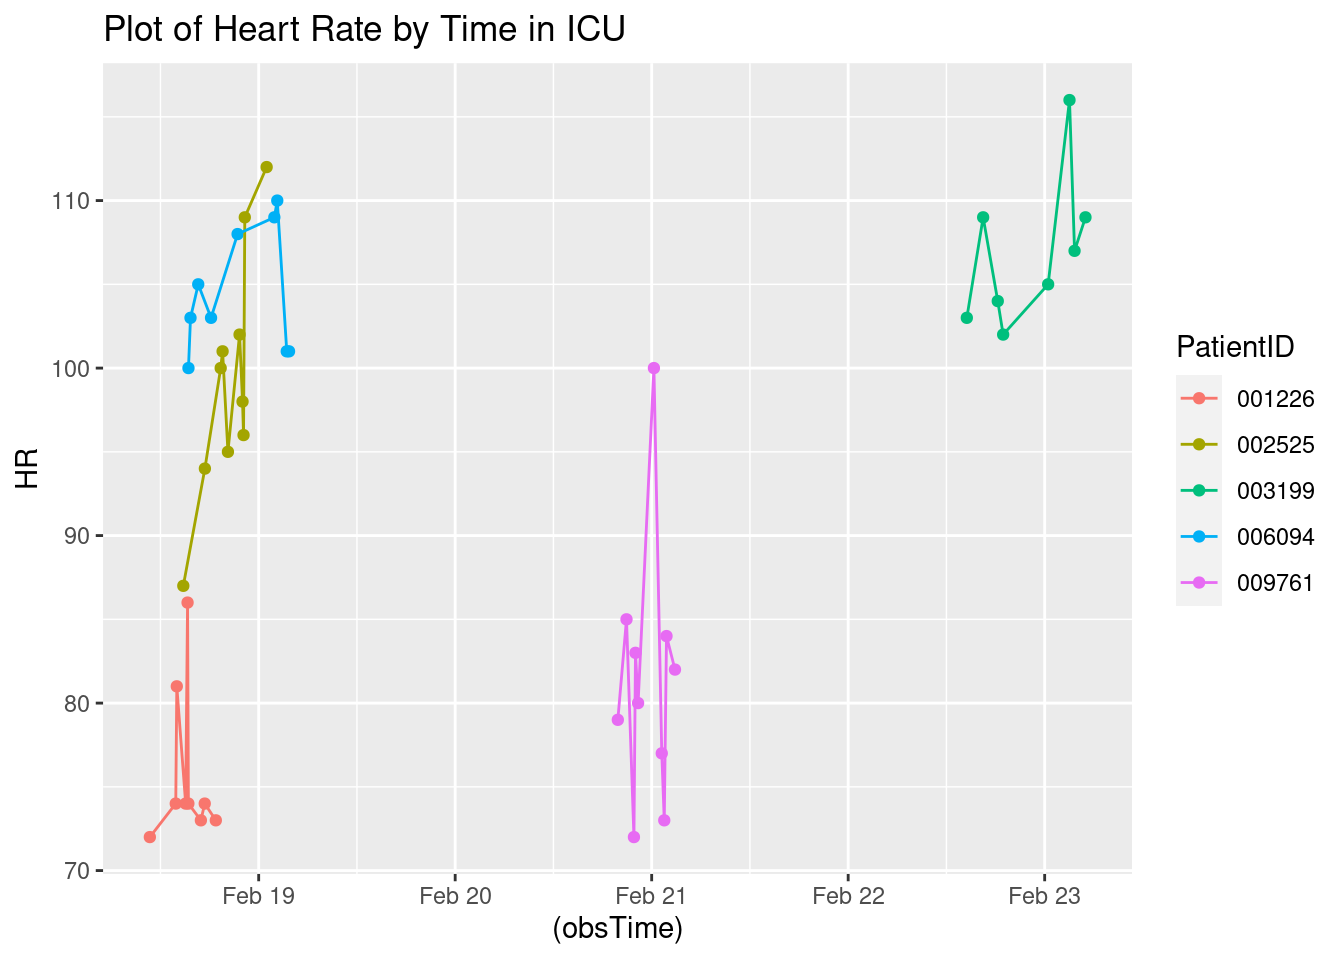 Plot of Heart Rate by Time in ICU
110
100
90
80
70
HR
Feb 19
Feb 20
Feb 21
Feb 22
Feb 23
(obsTime)
PatientID
001226
002525
003199
006094
009761